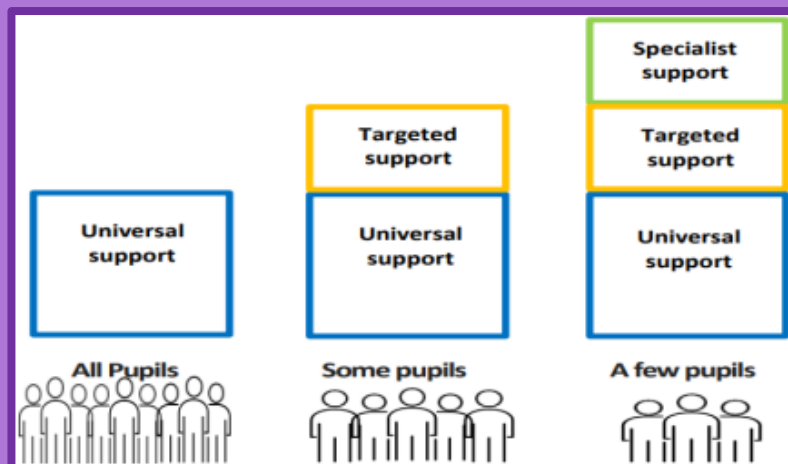 Specialist
support
Targeted
support
Targeted
support
Universal
support
Universal
support
Universal
support
All Pupils
Some pupils
A few pupils